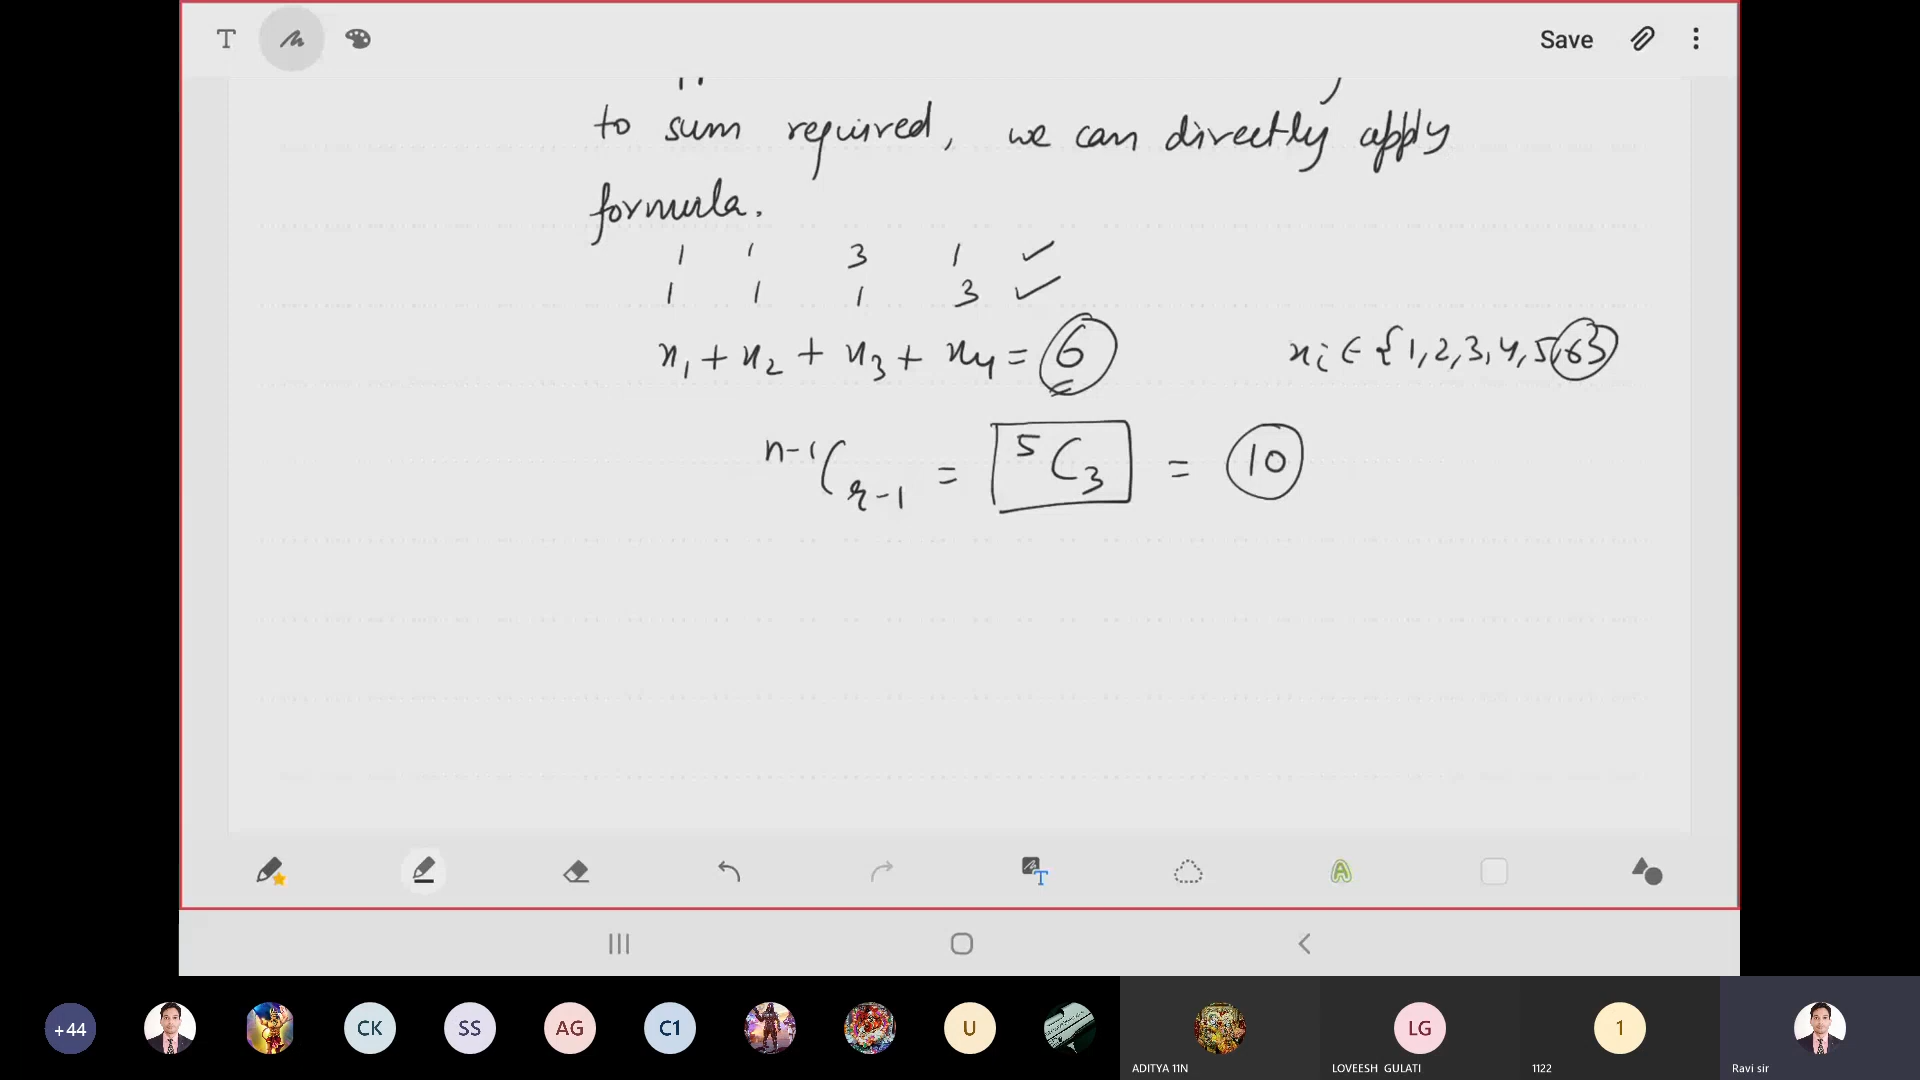 T
Save
to sum required, we can directly apply
formula.
1 1 3 1 ✓
1 1 1 3 ✓
x₁ + x₂ + x₃ + x₄ = 6 xi ∈ {1,2,3,4,5,6}
ⁿ⁻¹Cᵣ₋₁ = ⁵C₃ = 10
T
A
+44
CK
SS
AG
C1
U
LG
1
ADITYA 11N
LOVEESH GULATI
1122
Ravi sir